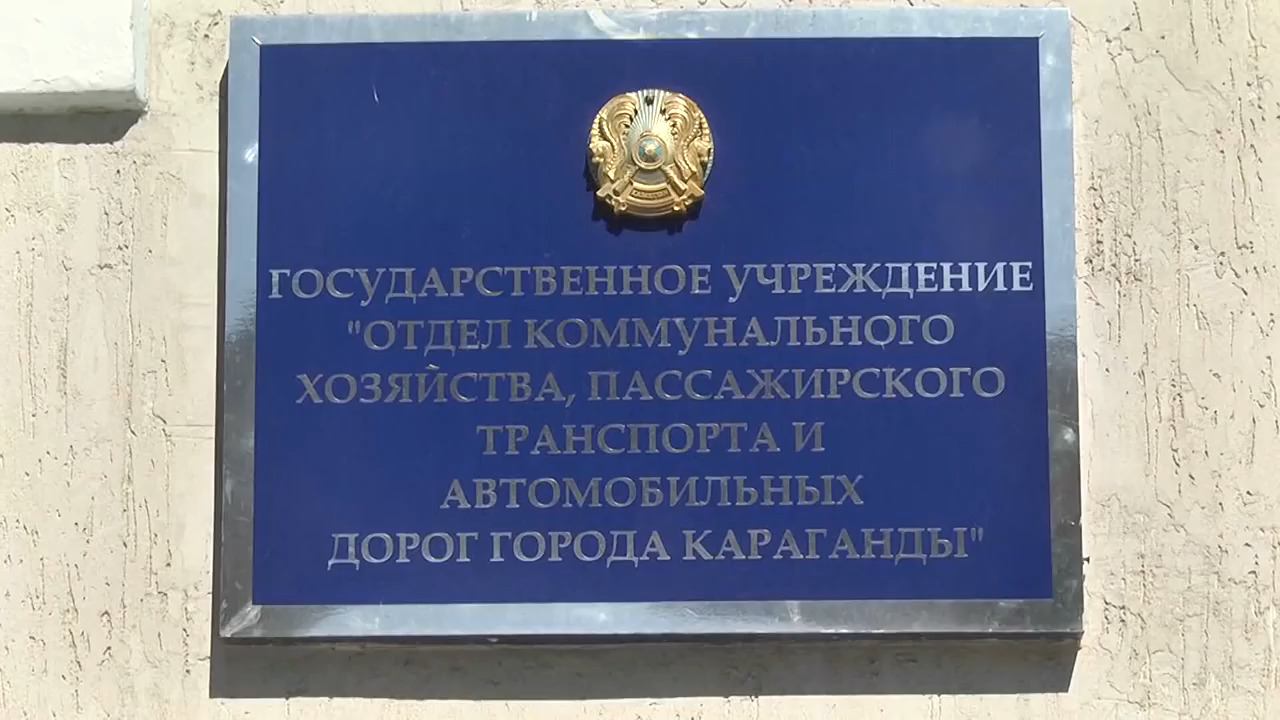 ГОСУДАРСТВЕННОЕ УЧРЕЖДЕНИЕ
"ОТДЕЛ КОММУНАЛЬНОГО
ХОЗЯЙСТВА, ПАССАЖИРСКОГО
ТРАНСПОРТА И
АВТОМОБИЛЬНЫХ
ДОРОГ ГОРОДА КАРАГАНДЫ"